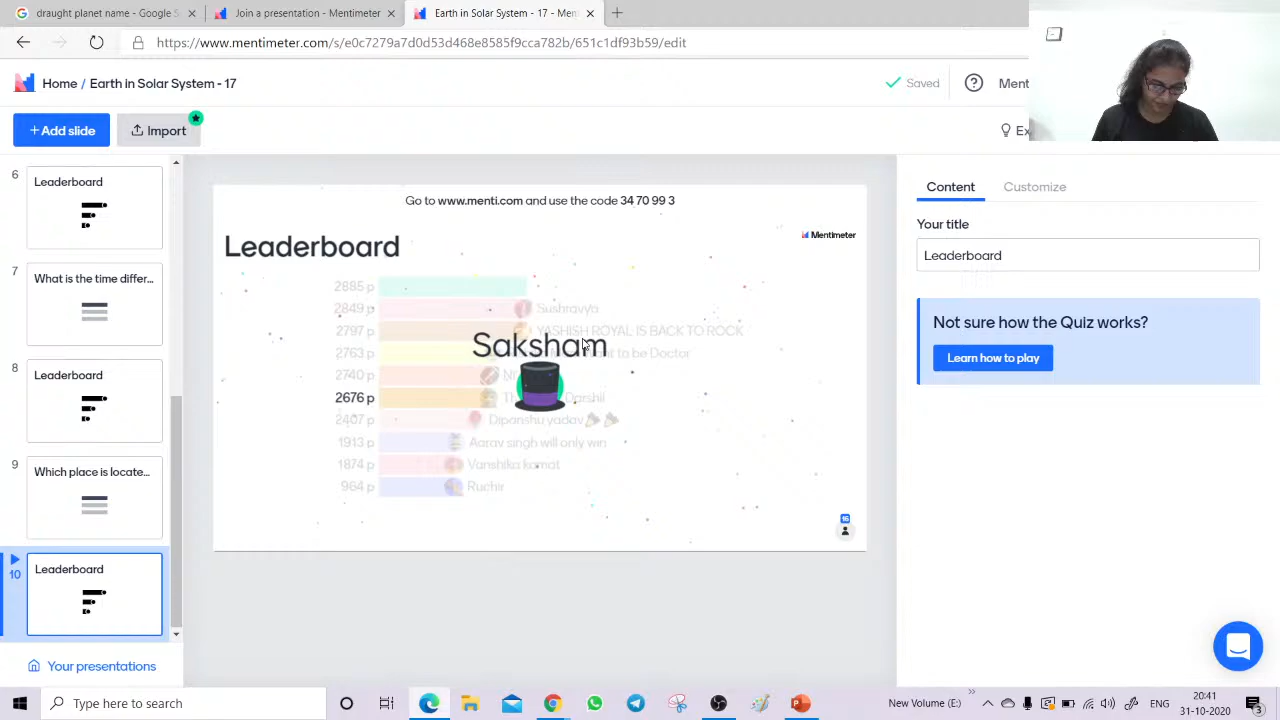 draught planet name - Google S
Join a presentation - Mentimeter
Earth in Solar System - 17 - Men
https://www.mentimeter.com/s/e0c7279a7d0d53d468e8585f9cca782b/651c1df93b59/edit
Home / Earth in Solar System - 17
Saved
Ment
+ Add slide
Import
Ex
6
Leaderboard
7
What is the time differ...
8
Leaderboard
9
Which place is locate...
10
Leaderboard
Your presentations
Go to www.menti.com and use the code 34 70 99 3
Mentimeter
Leaderboard
2885 p
2849 p Sushravya
2797 p YASHISH ROYAL IS BACK TO ROCK
Saksham
2763 p to be Doctor
2740 p
2676 p Darshil
2407 p Dipanshu yadav
1913 p Aarav singh will only win
1874 p Vanshika kamat
964 p Ruchir
16
Content Customize
Your title
Leaderboard
Not sure how the Quiz works?
Learn how to play
Type here to search
New Volume (E:)
ENG
20:41
31-10-2020
3